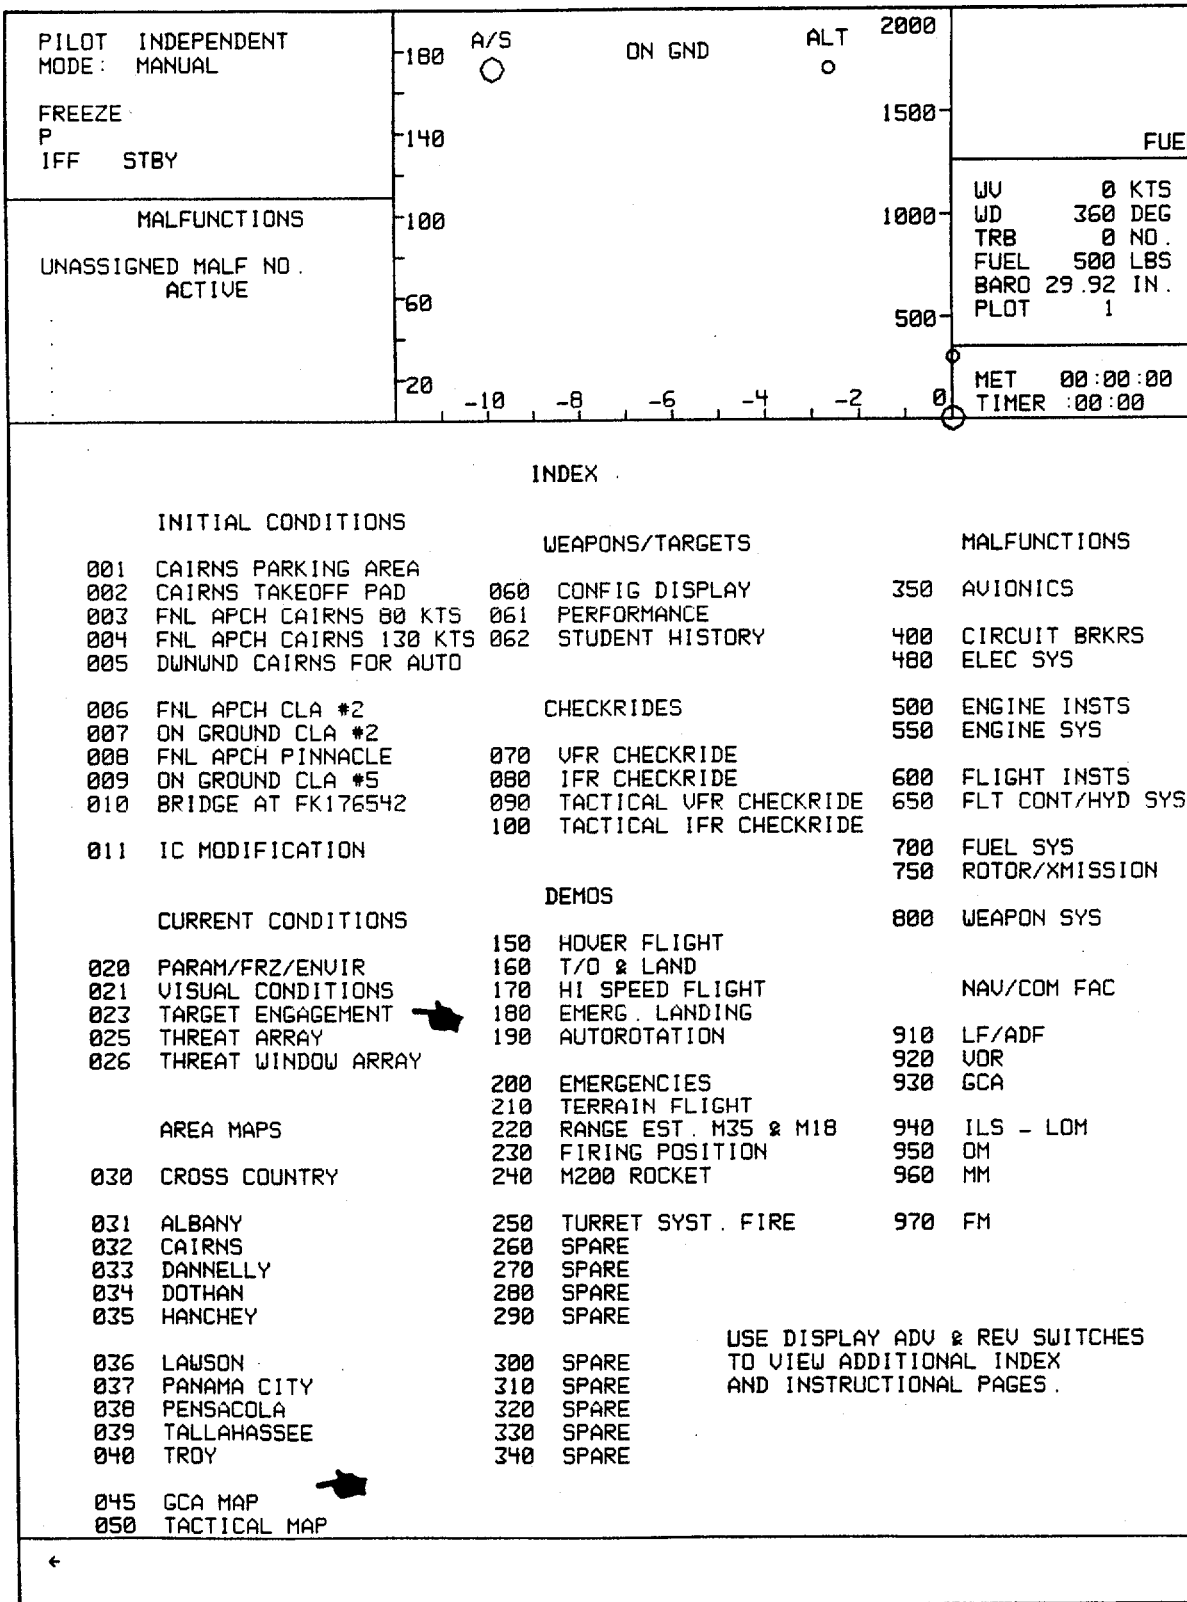 PILOT INDEPENDENT
MODE: MANUAL
FREEZE
P
IFF STBY
MALFUNCTIONS
UNASSIGNED MALF NO.
ACTIVE
180
140
100
60
20
A/S
ON GND
ALT
2000
1500
1000
500
-10 -8 -6 -4 -2 0
FUE
WV 0 KTS
WD 360 DEG
TRB 0 NO.
FUEL 500 LBS
BARO 29.92 IN.
PLOT 1
MET 00:00:00
TIMER :00:00
INDEX
INITIAL CONDITIONS
001 CAIRNS PARKING AREA
002 CAIRNS TAKEOFF PAD
003 FNL APCH CAIRNS 80 KTS
004 FNL APCH CAIRNS 130 KTS
005 DWNWND CAIRNS FOR AUTO
006 FNL APCH CLA #2
007 ON GROUND CLA #2
008 FNL APCH PINNACLE
009 ON GROUND CLA #5
010 BRIDGE AT FK176542
011 IC MODIFICATION
CURRENT CONDITIONS
020 PARAM/FRZ/ENVIR
021 VISUAL CONDITIONS
023 TARGET ENGAGEMENT
025 THREAT ARRAY
026 THREAT WINDOW ARRAY
AREA MAPS
030 CROSS COUNTRY
031 ALBANY
032 CAIRNS
033 DANNELLY
034 DOTHAN
035 HANCHEY
036 LAWSON
037 PANAMA CITY
038 PENSACOLA
039 TALLAHASSEE
040 TROY
045 GCA MAP
050 TACTICAL MAP
WEAPONS/TARGETS
060 CONFIG DISPLAY
061 PERFORMANCE
062 STUDENT HISTORY
CHECKRIDES
070 VFR CHECKRIDE
080 IFR CHECKRIDE
090 TACTICAL VFR CHECKRIDE
100 TACTICAL IFR CHECKRIDE
DEMOS
150 HOVER FLIGHT
160 T/O & LAND
170 HI SPEED FLIGHT
180 EMERG. LANDING
190 AUTOROTATION
200 EMERGENCIES
210 TERRAIN FLIGHT
220 RANGE EST. M35 & M18
230 FIRING POSITION
240 M200 ROCKET
250 TURRET SYST. FIRE
260 SPARE
270 SPARE
280 SPARE
290 SPARE
300 SPARE
310 SPARE
320 SPARE
330 SPARE
340 SPARE
MALFUNCTIONS
350 AVIONICS
400 CIRCUIT BRKRS
480 ELEC SYS
500 ENGINE INSTS
550 ENGINE SYS
600 FLIGHT INSTS
650 FLT CONT/HYD SYS
700 FUEL SYS
750 ROTOR/XMISSION
800 WEAPON SYS
NAV/COM FAC
910 LF/ADF
920 VOR
930 GCA
940 ILS - LOM
950 OM
960 MM
970 FM
USE DISPLAY ADV & REV SWITCHES
TO VIEW ADDITIONAL INDEX
AND INSTRUCTIONAL PAGES.
←